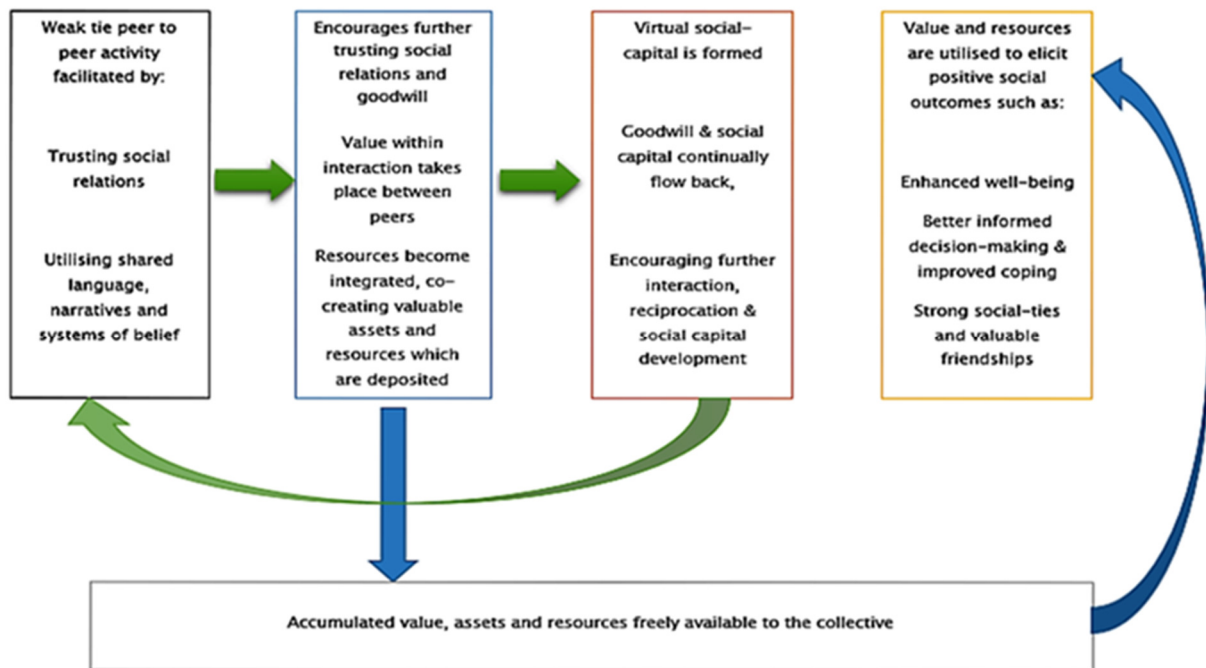 Weak tie peer to
peer activity
facilitated by:
Trusting social
relations
Utilising shared
language,
narratives and
systems of belief
Encourages further
trusting social
relations and
goodwill
Value within
interaction takes
place between
peers
Resources become
integrated, co-
creating valuable
assets and
resources which
are deposited
Virtual social-
capital is formed
Goodwill & social
capital continually
flow back,
Encouraging further
interaction,
reciprocation &
social capital
development
Value and resources
are utilised to elicit
positive social
outcomes such as:
Enhanced well-being
Better informed
decision-making &
improved coping
Strong social-ties
and valuable
friendships
Accumulated value, assets and resources freely available to the collective